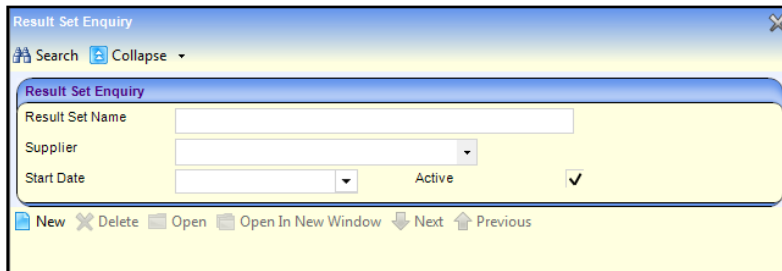 Result Set Enquiry
Search Collapse
Result Set Enquiry
Result Set Name
Supplier
Start Date Active
New Delete Open Open In New Window Next Previous